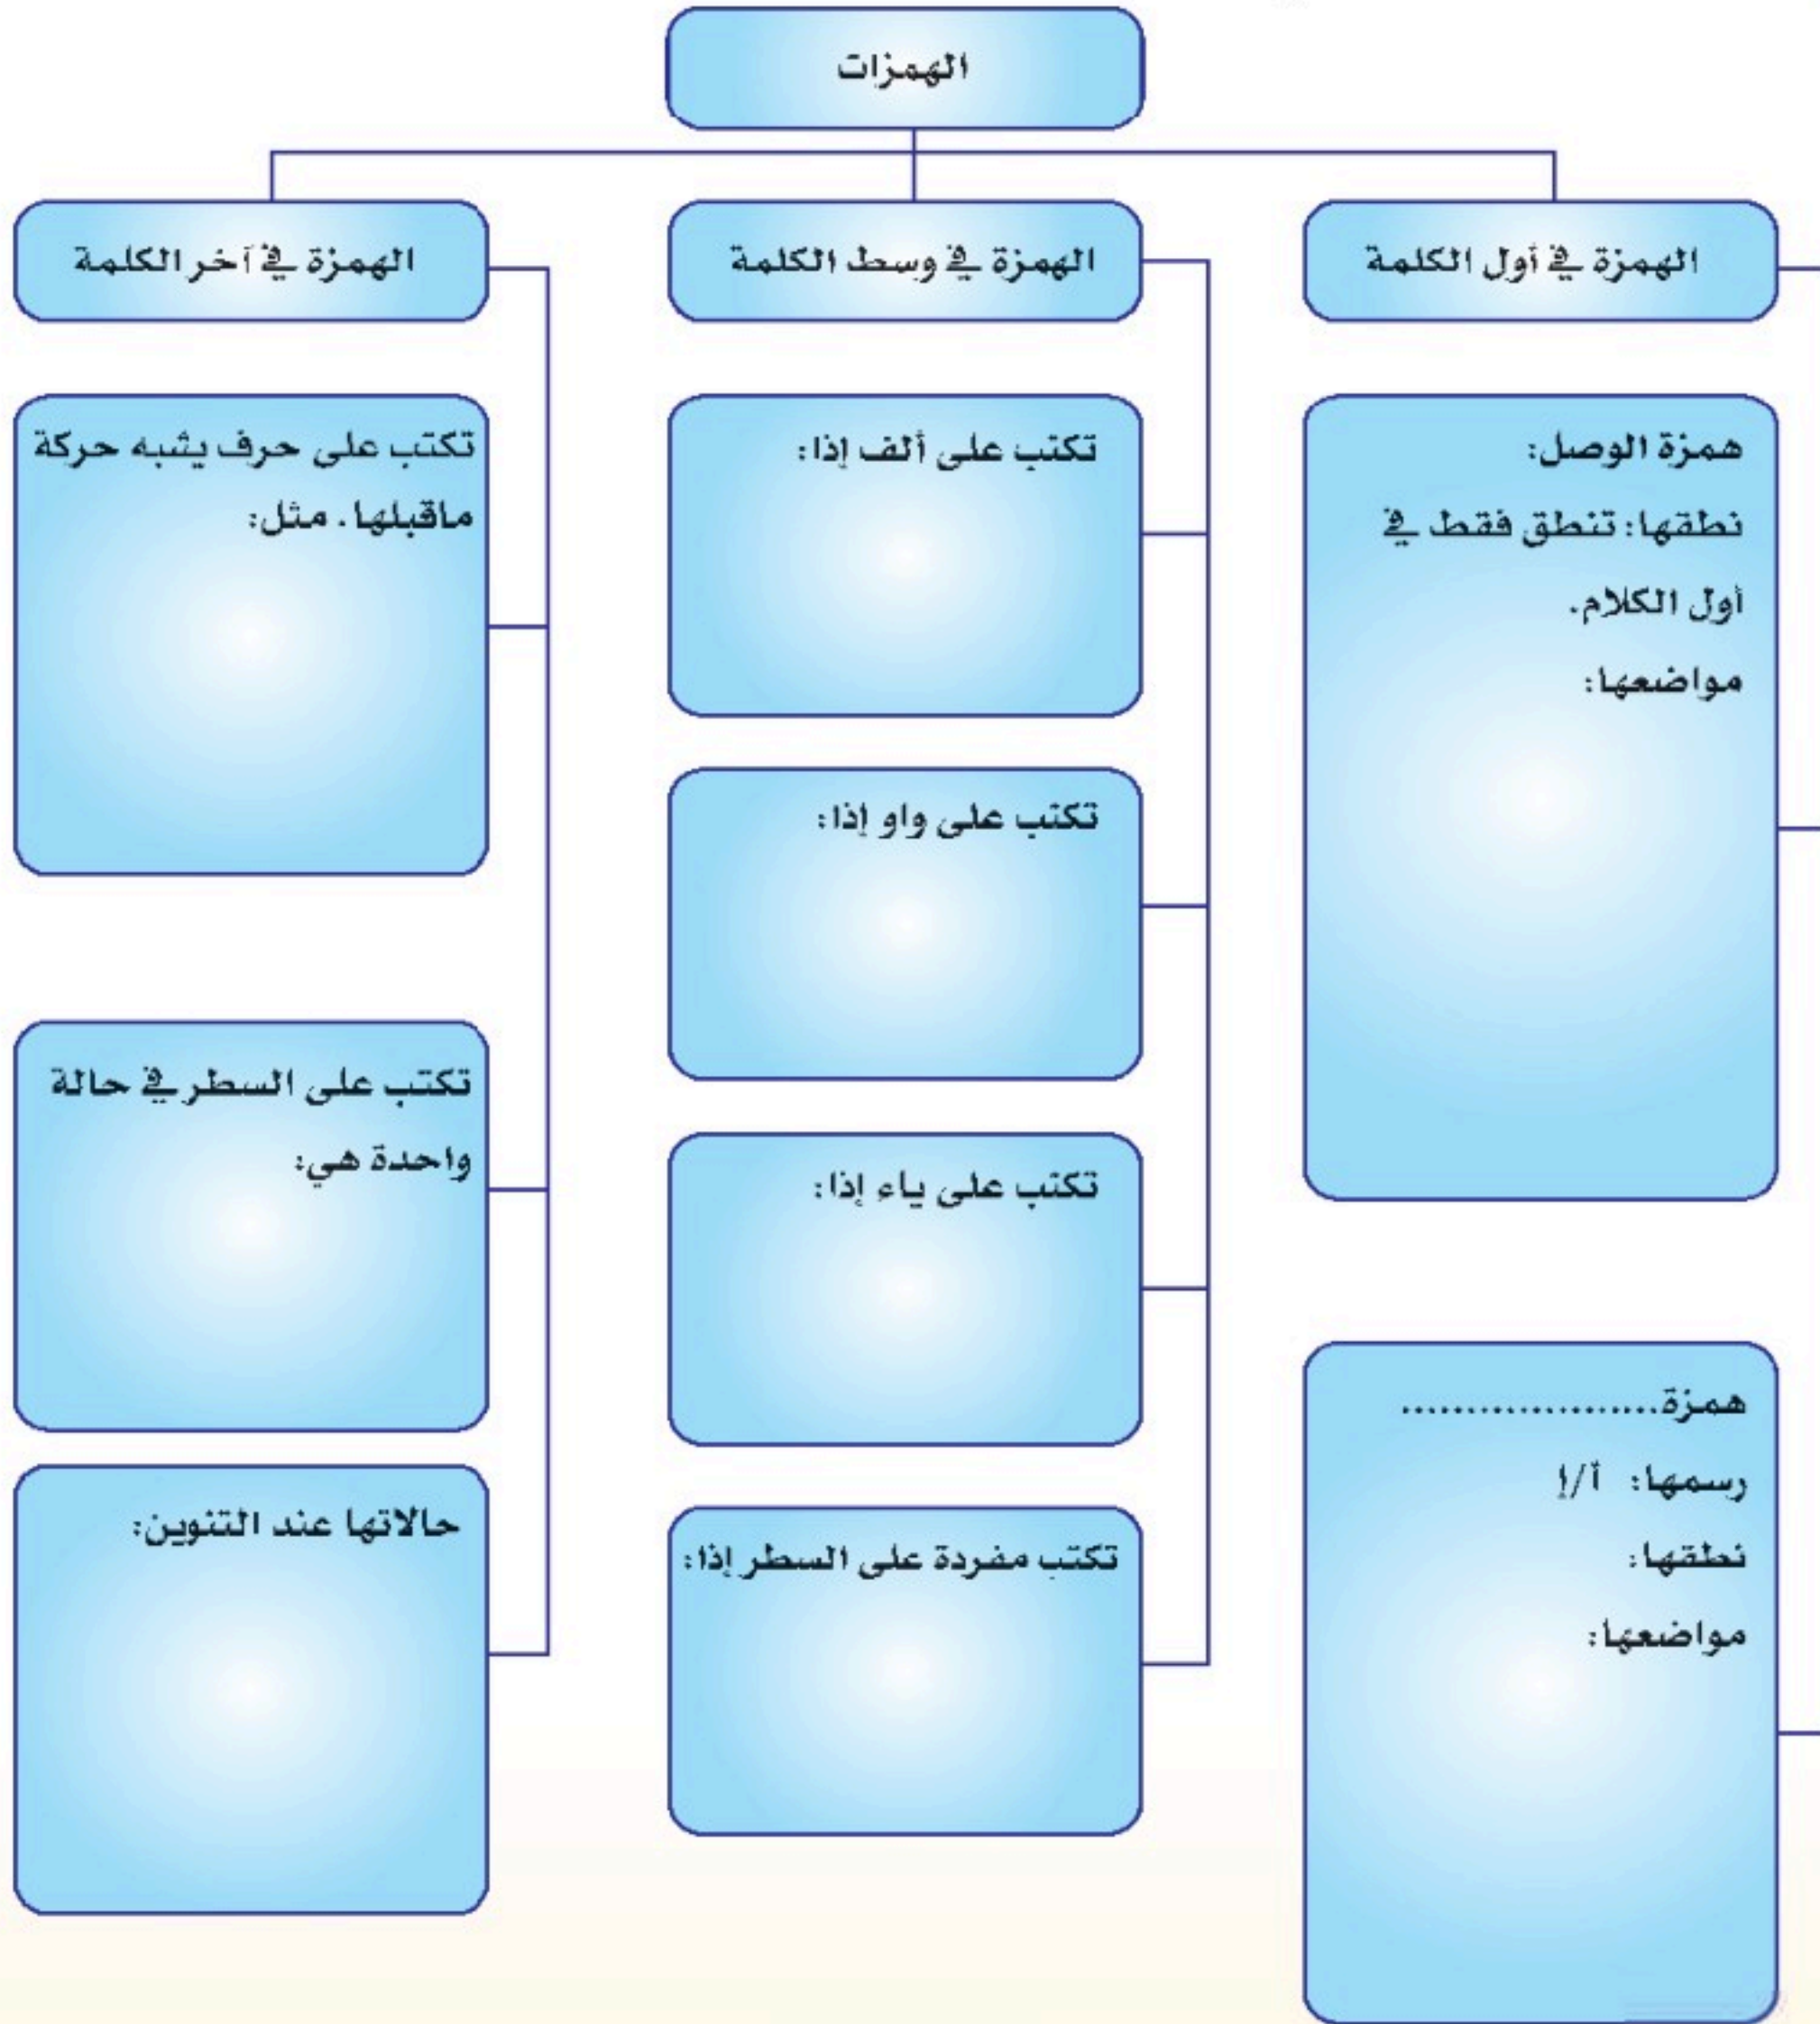 الهمزات
الهمزة في أول الكلمة
همزة الوصل:
نطقها: تنطق فقط في
أول الكلام.
مواضعها:
همزة....................
رسمها: أ/إ
نطقها:
مواضعها:
الهمزة في وسط الكلمة
تكتب على ألف إذا:
تكتب على واو إذا:
تكتب على ياء إذا:
تكتب مفردة على السطر إذا:
الهمزة في آخر الكلمة
تكتب على حرف يشبه حركة
ماقبلها. مثل:
تكتب على السطر في حالة
واحدة هي:
حالاتها عند التنوين: